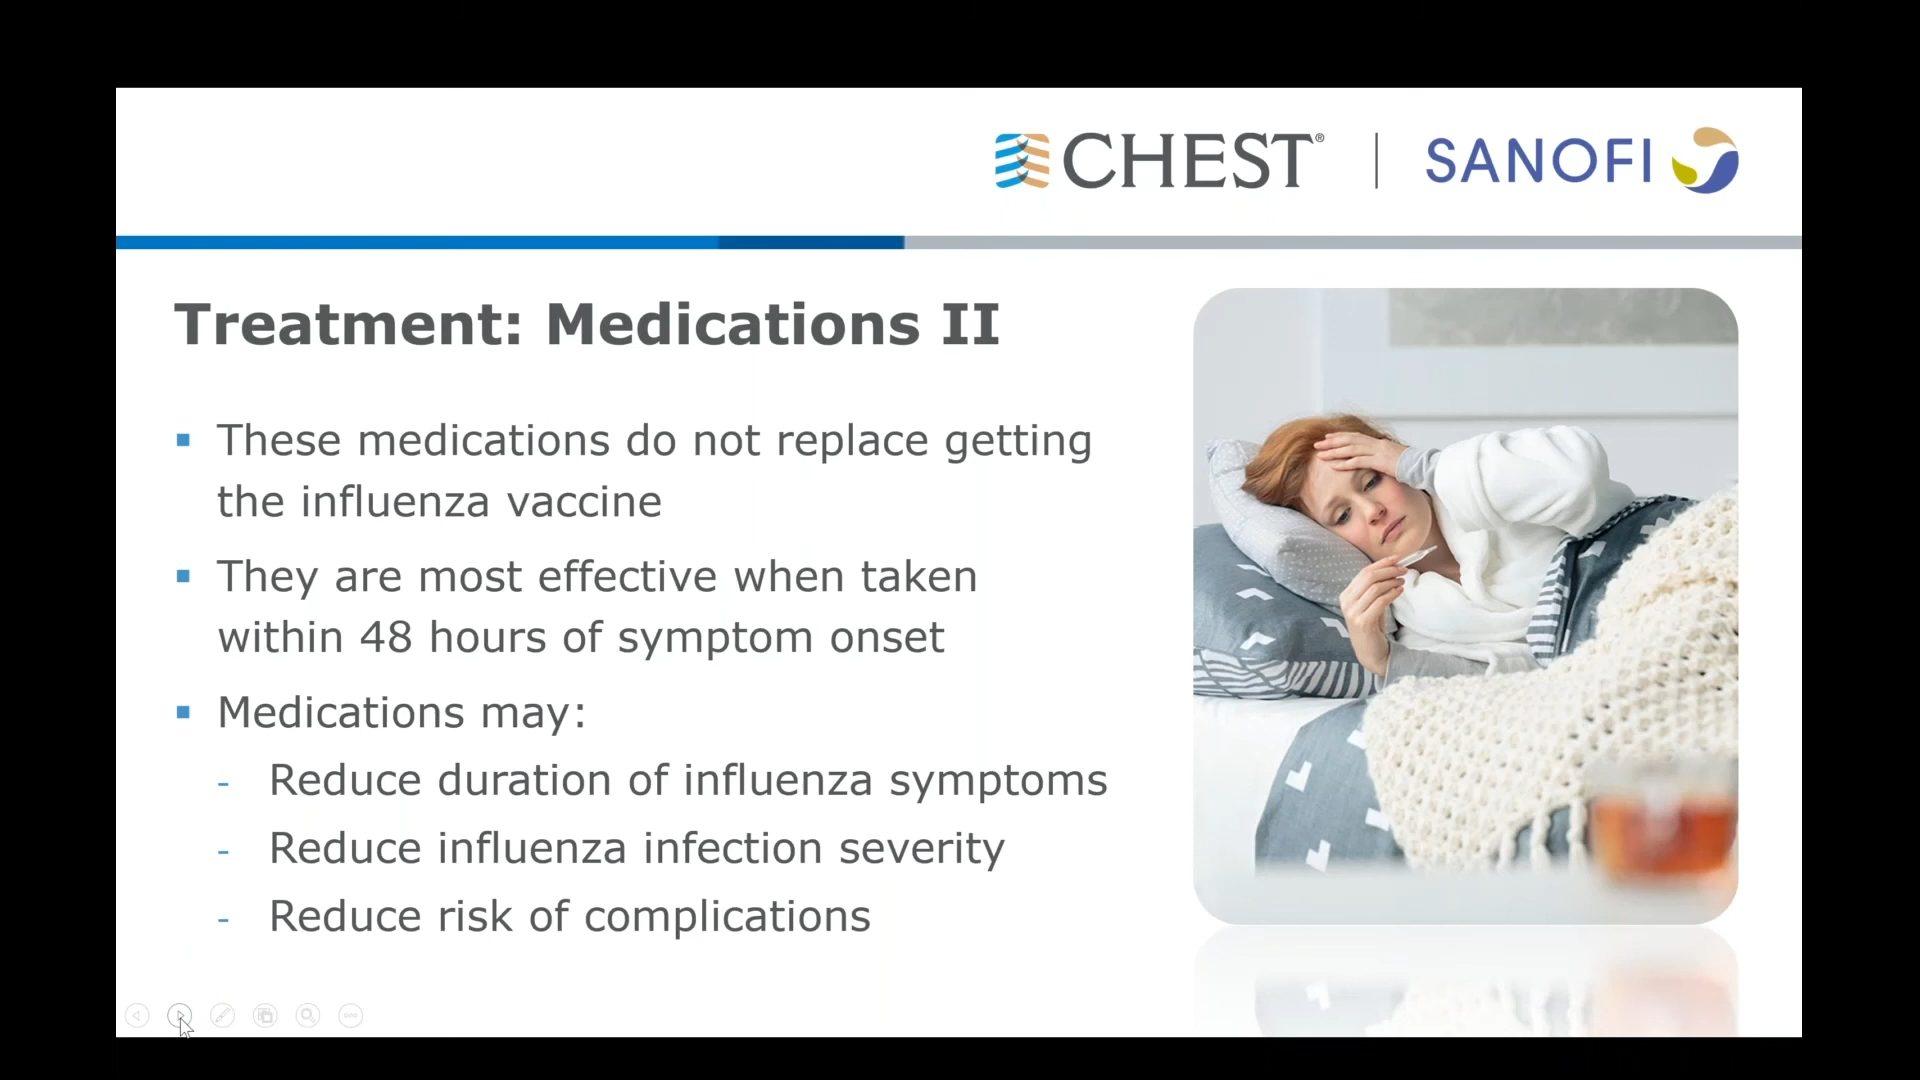 CHEST® | SANOFI
Treatment: Medications II
▪ These medications do not replace getting
the influenza vaccine
▪ They are most effective when taken
within 48 hours of symptom onset
▪ Medications may:
- Reduce duration of influenza symptoms
- Reduce influenza infection severity
- Reduce risk of complications